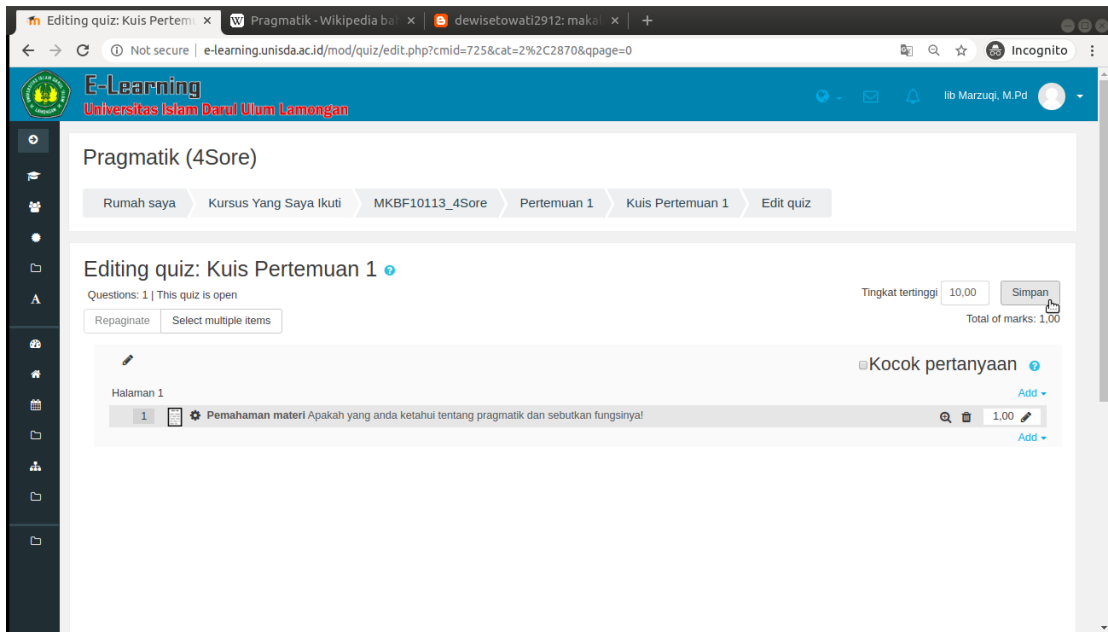 Editing quiz: Kuis Pertemu
Pragmatik - Wikipedia bah
dewisetowati2912: makal
Not secure | e-learning.unisda.ac.id/mod/quiz/edit.php?cmid=725&cat=2%2C2870&qpage=0
Incognito
E-Learning
Universitas Islam Darul Ulum Lamongan
Iib Marzuqi, M.Pd
Pragmatik (4Sore)
Rumah saya Kursus Yang Saya Ikuti MKBF10113_4Sore Pertemuan 1 Kuis Pertemuan 1 Edit quiz
Editing quiz: Kuis Pertemuan 1
Questions: 1 | This quiz is open
Tingkat tertinggi 10,00 Simpan
Repaginate Select multiple items
Total of marks: 1,00
Kocok pertanyaan
Halaman 1
Add
1 Pemahaman materi Apakah yang anda ketahui tentang pragmatik dan sebutkan fungsinya! 1,00
Add